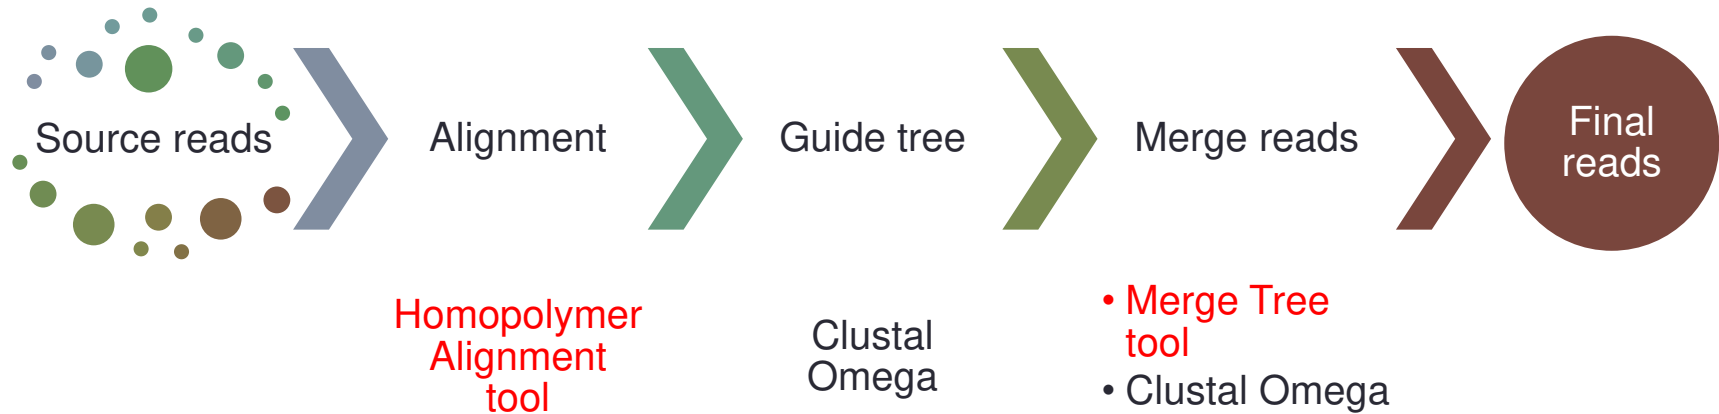 Source reads
Alignment
Guide tree
Merge reads
Final
reads
Homopolymer
Alignment
tool
Clustal
Omega
• Merge Tree
tool
• Clustal Omega